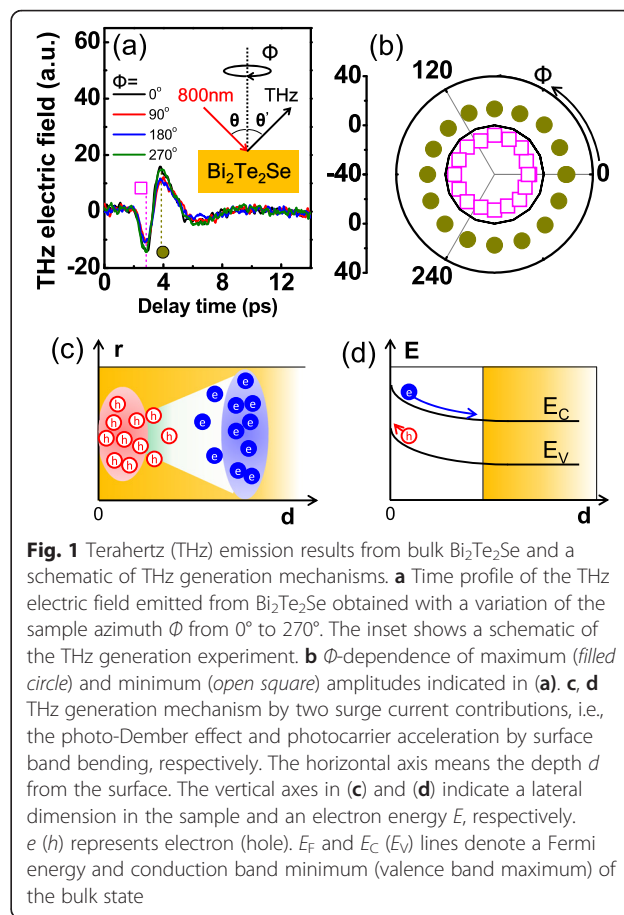 (a)
60
40
20
0
-20
THz electric field (a.u.)
Φ=
0°
90°
180°
270°
Φ
800nm
THz
θ
θ'
Bi₂Te₂Se
0
4
8
12
Delay time (ps)
(b)
40
0
-40
0
40
120
Φ
0
240
(c)
r
h h h h h h h h h h h h h
e e e e e e e e e e e e e
0
d
(d)
E
e
h
E_C
E_V
0
d
Fig. 1 Terahertz (THz) emission results from bulk Bi₂Te₂Se and a
schematic of THz generation mechanisms. a Time profile of the THz
electric field emitted from Bi₂Te₂Se obtained with a variation of the
sample azimuth Φ from 0° to 270°. The inset shows a schematic of
the THz generation experiment. b Φ-dependence of maximum (filled
circle) and minimum (open square) amplitudes indicated in (a). c, d
THz generation mechanism by two surge current contributions, i.e.,
the photo-Dember effect and photocarrier acceleration by surface
band bending, respectively. The horizontal axis means the depth d
from the surface. The vertical axes in (c) and (d) indicate a lateral
dimension in the sample and an electron energy E, respectively.
e (h) represents electron (hole). E_F and E_C (E_V) lines denote a Fermi
energy and conduction band minimum (valence band maximum) of
the bulk state